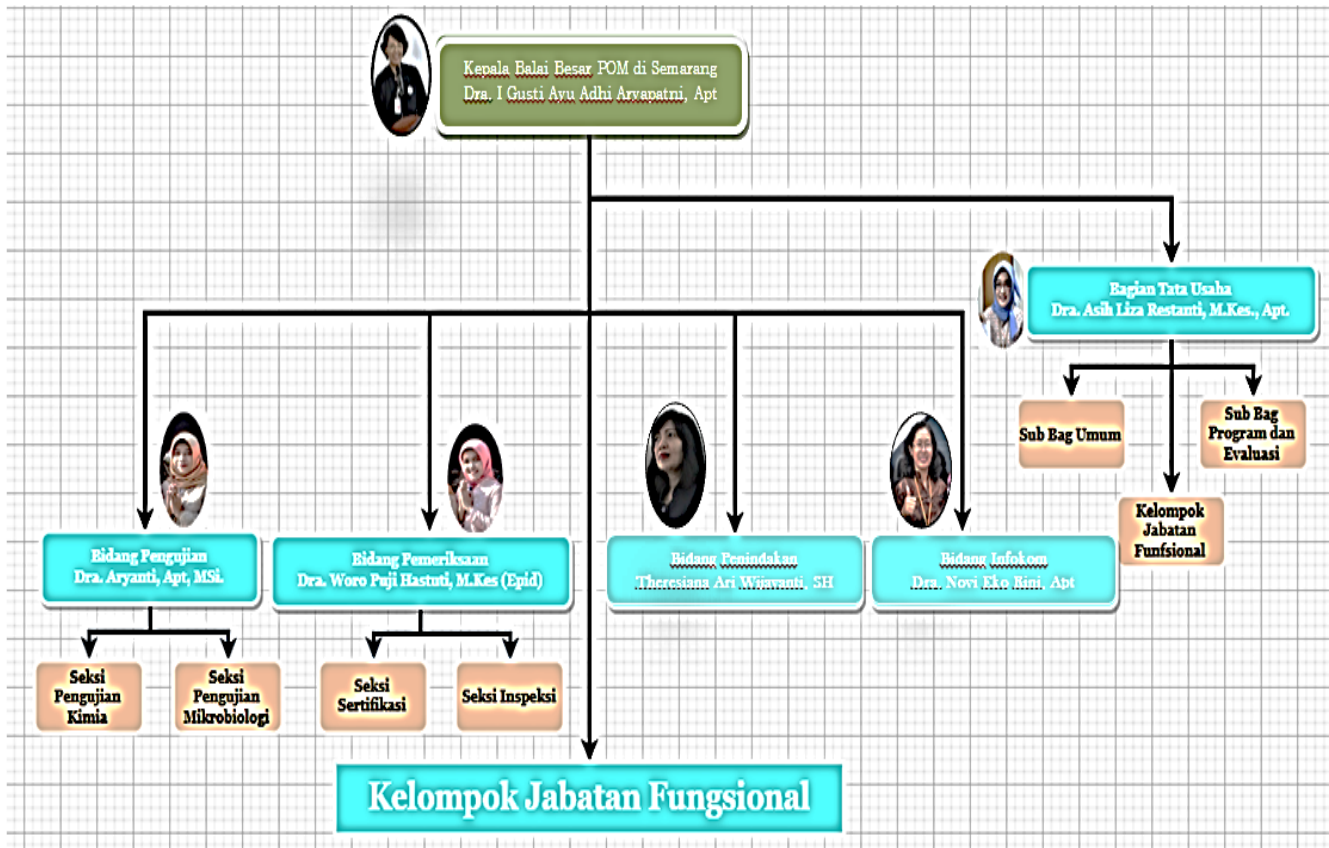 Kepala Balai Besar POM di Semarang
Dra. I Gusti Ayu Adhi Aryapatni, Apt
Bagian Tata Usaha
Dra. Asih Liza Restanti, M.Kes., Apt.
Sub Bag Umum
Sub Bag
Program dan
Evaluasi
Kelompok
Jabatan
Funfsional
Bidang Pengujian
Dra. Aryanti, Apt, MSi.
Bidang Pemeriksaan
Dra. Woro Puji Hastuti, M.Kes (Epid)
Bidang Penindakan
Theresiana Ari Wijayanti, SH
Bidang Infokom
Dra. Novi Eko Rini, Apt
Seksi
Pengujian
Kimia
Seksi
Pengujian
Mikrobiologi
Seksi
Sertifikasi
Seksi Inspeksi
Kelompok Jabatan Fungsional